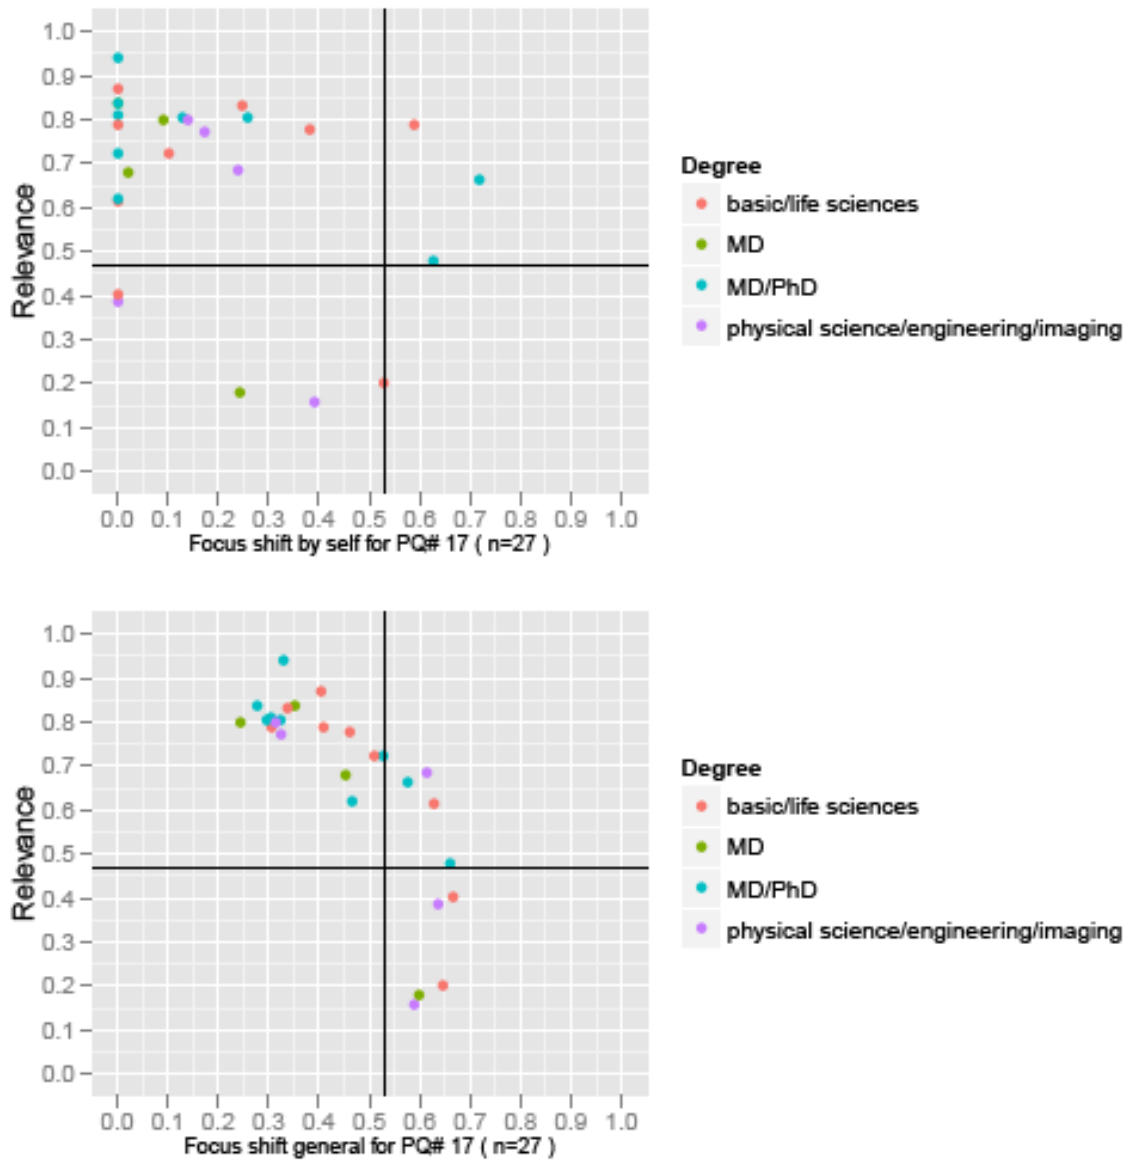 1.0
0.9
0.8
0.7
0.6
0.5
0.4
0.3
0.2
0.1
0.0
Relevance
0.0 0.1 0.2 0.3 0.4 0.5 0.6 0.7 0.8 0.9 1.0
Focus shift by self for PQ# 17 ( n=27 )
Degree
basic/life sciences
MD
MD/PhD
physical science/engineering/imaging
1.0
0.9
0.8
0.7
0.6
0.5
0.4
0.3
0.2
0.1
0.0
Relevance
0.0 0.1 0.2 0.3 0.4 0.5 0.6 0.7 0.8 0.9 1.0
Focus shift general for PQ# 17 ( n=27 )
Degree
basic/life sciences
MD
MD/PhD
physical science/engineering/imaging